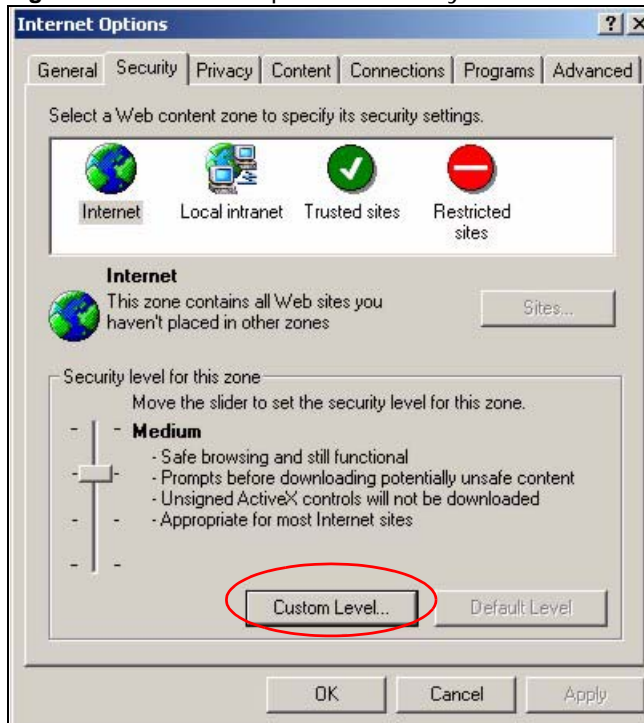 Internet Options
General Security Privacy Content Connections Programs Advanced
Select a Web content zone to specify its security settings.
Internet Local intranet Trusted sites Restricted sites
Internet
This zone contains all Web sites you
haven't placed in other zones
Sites...
Security level for this zone
Move the slider to set the security level for this zone.
Medium
- Safe browsing and still functional
- Prompts before downloading potentially unsafe content
- Unsigned ActiveX controls will not be downloaded
- Appropriate for most Internet sites
Custom Level... Default Level
OK Cancel Apply